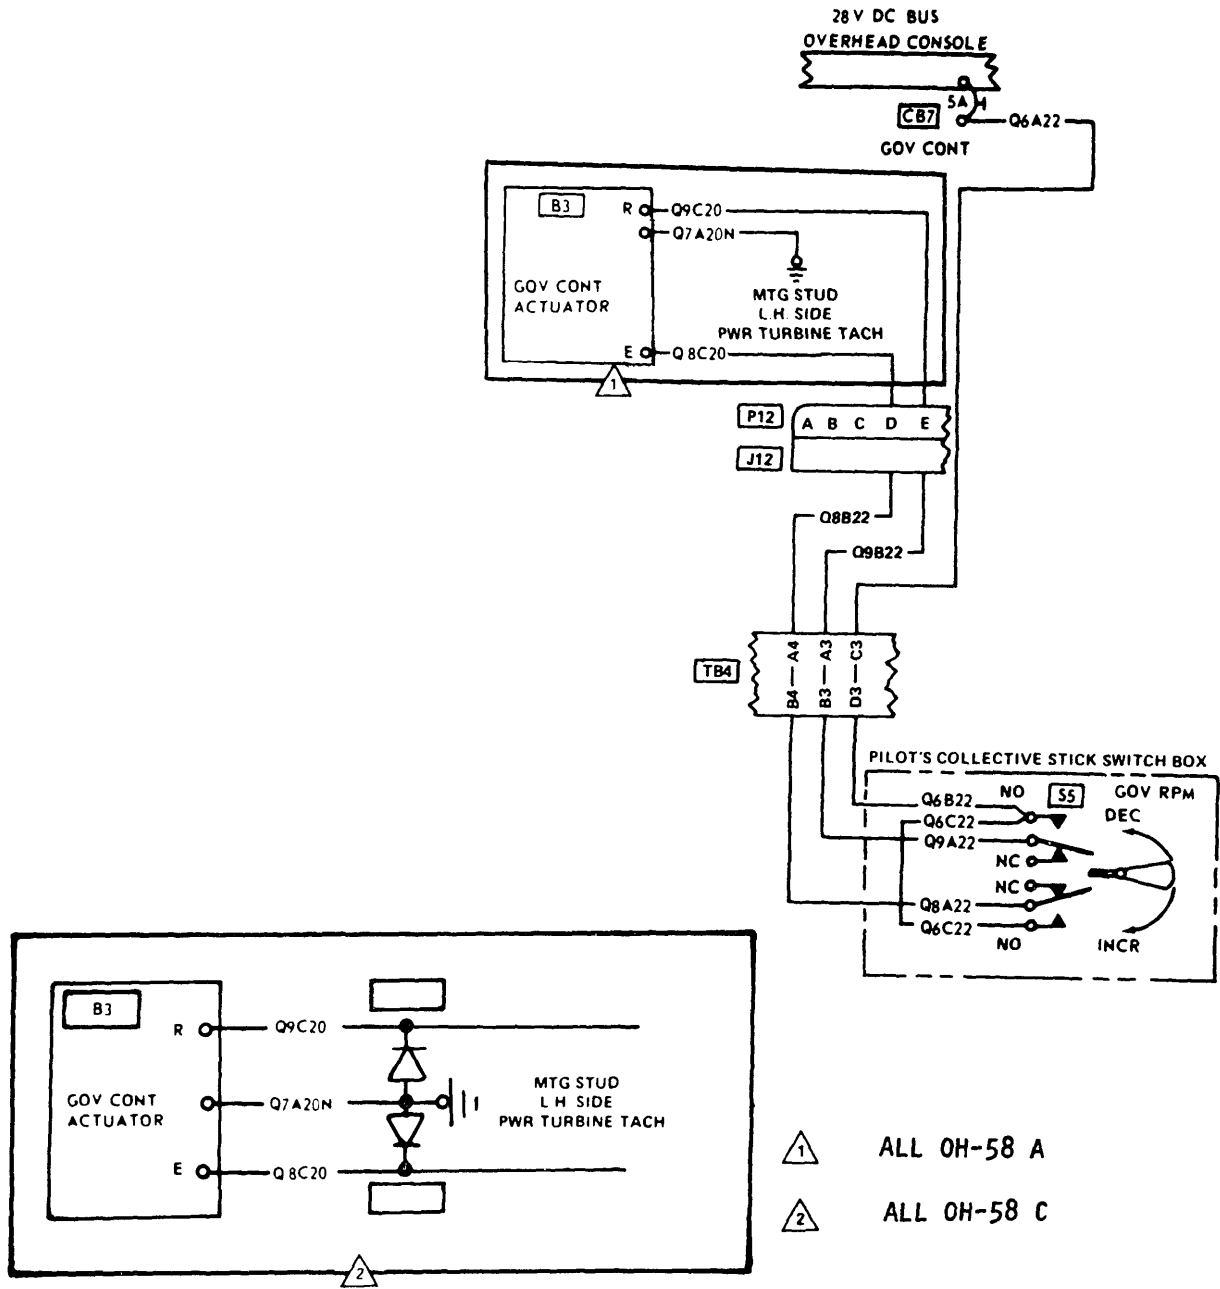 28V DC BUS
OVERHEAD CONSOLE
5A
CB7
Q6A22
GOV CONT
B3
R
Q9C20
Q7A20N
GOV CONT
ACTUATOR
MTG STUD
L.H. SIDE
PWR TURBINE TACH
E
Q8C20
1
P12
A B C D E
J12
Q8B22
Q9B22
TB4
A4 A3 C3
B4 B3 D3
PILOT'S COLLECTIVE STICK SWITCH BOX
Q6B22
NO
S5
GOV RPM
Q6C22
DEC
Q9A22
NC
NC
Q8A22
Q6C22
NO
INCR
B3
R
Q9C20
GOV CONT
ACTUATOR
Q7A20N
MTG STUD
L H SIDE
PWR TURBINE TACH
E
Q8C20
2
1 ALL OH-58 A
2 ALL OH-58 C